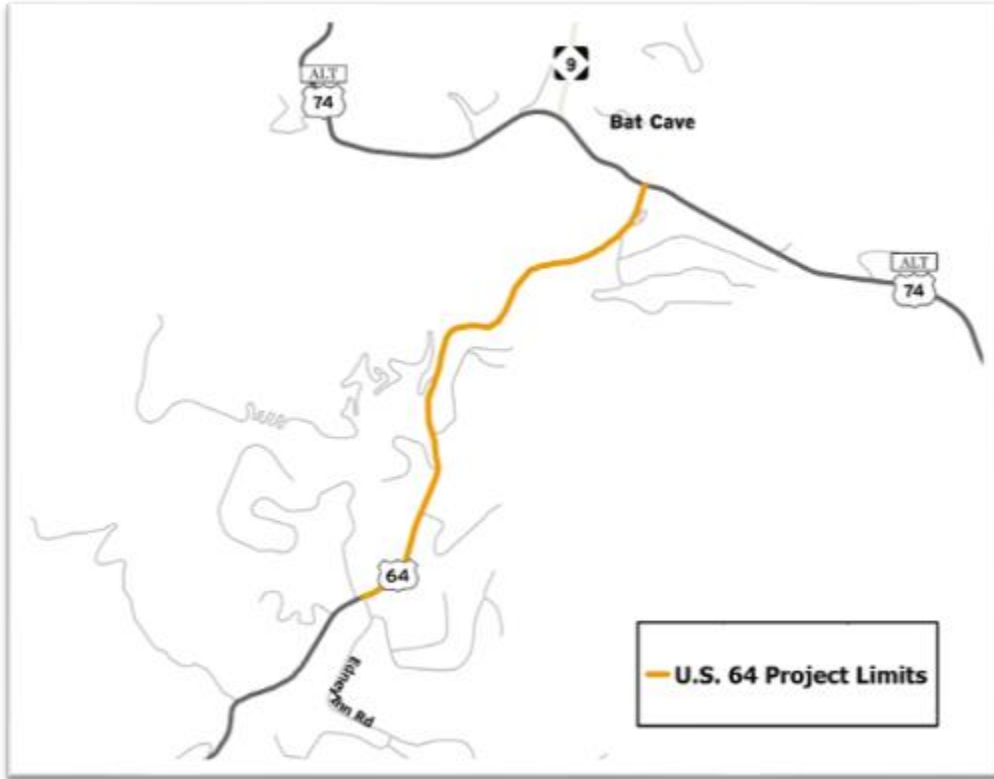 ALT
74
9
Bat Cave
ALT
74
64
Edney
Inn Rd
U.S. 64 Project Limits